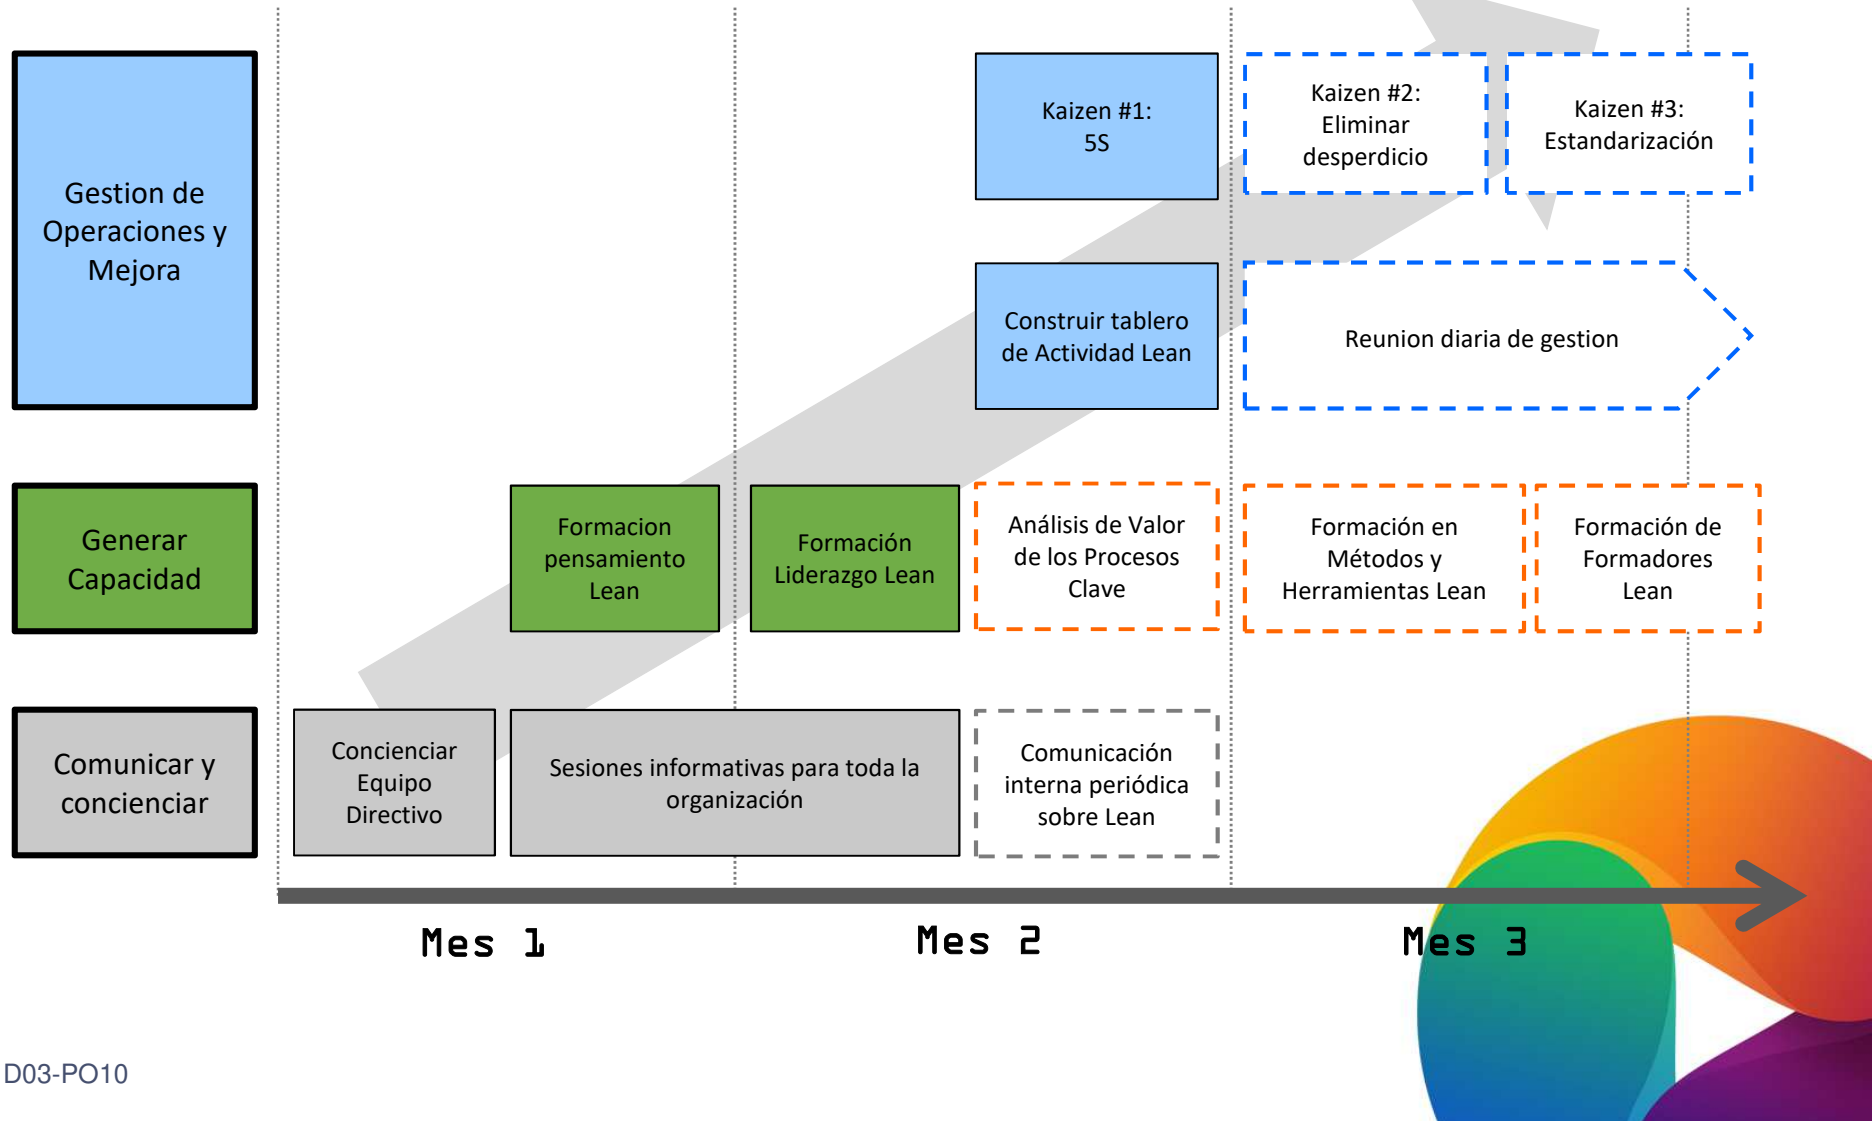 Gestion de
Operaciones y
Mejora
Kaizen #1:
5S
Kaizen #2:
Eliminar
desperdicio
Kaizen #3:
Estandarización
Construir tablero
de Actividad Lean
Reunion diaria de gestion
Generar
Capacidad
Formacion
pensamiento
Lean
Formación
Liderazgo Lean
Análisis de Valor
de los Procesos
Clave
Formación en
Métodos y
Herramientas Lean
Formación de
Formadores
Lean
Comunicar y
concienciar
Concienciar
Equipo
Directivo
Sesiones informativas para toda la
organización
Comunicación
interna periódica
sobre Lean
Mes 1
Mes 2
Mes 3
D03-PO10